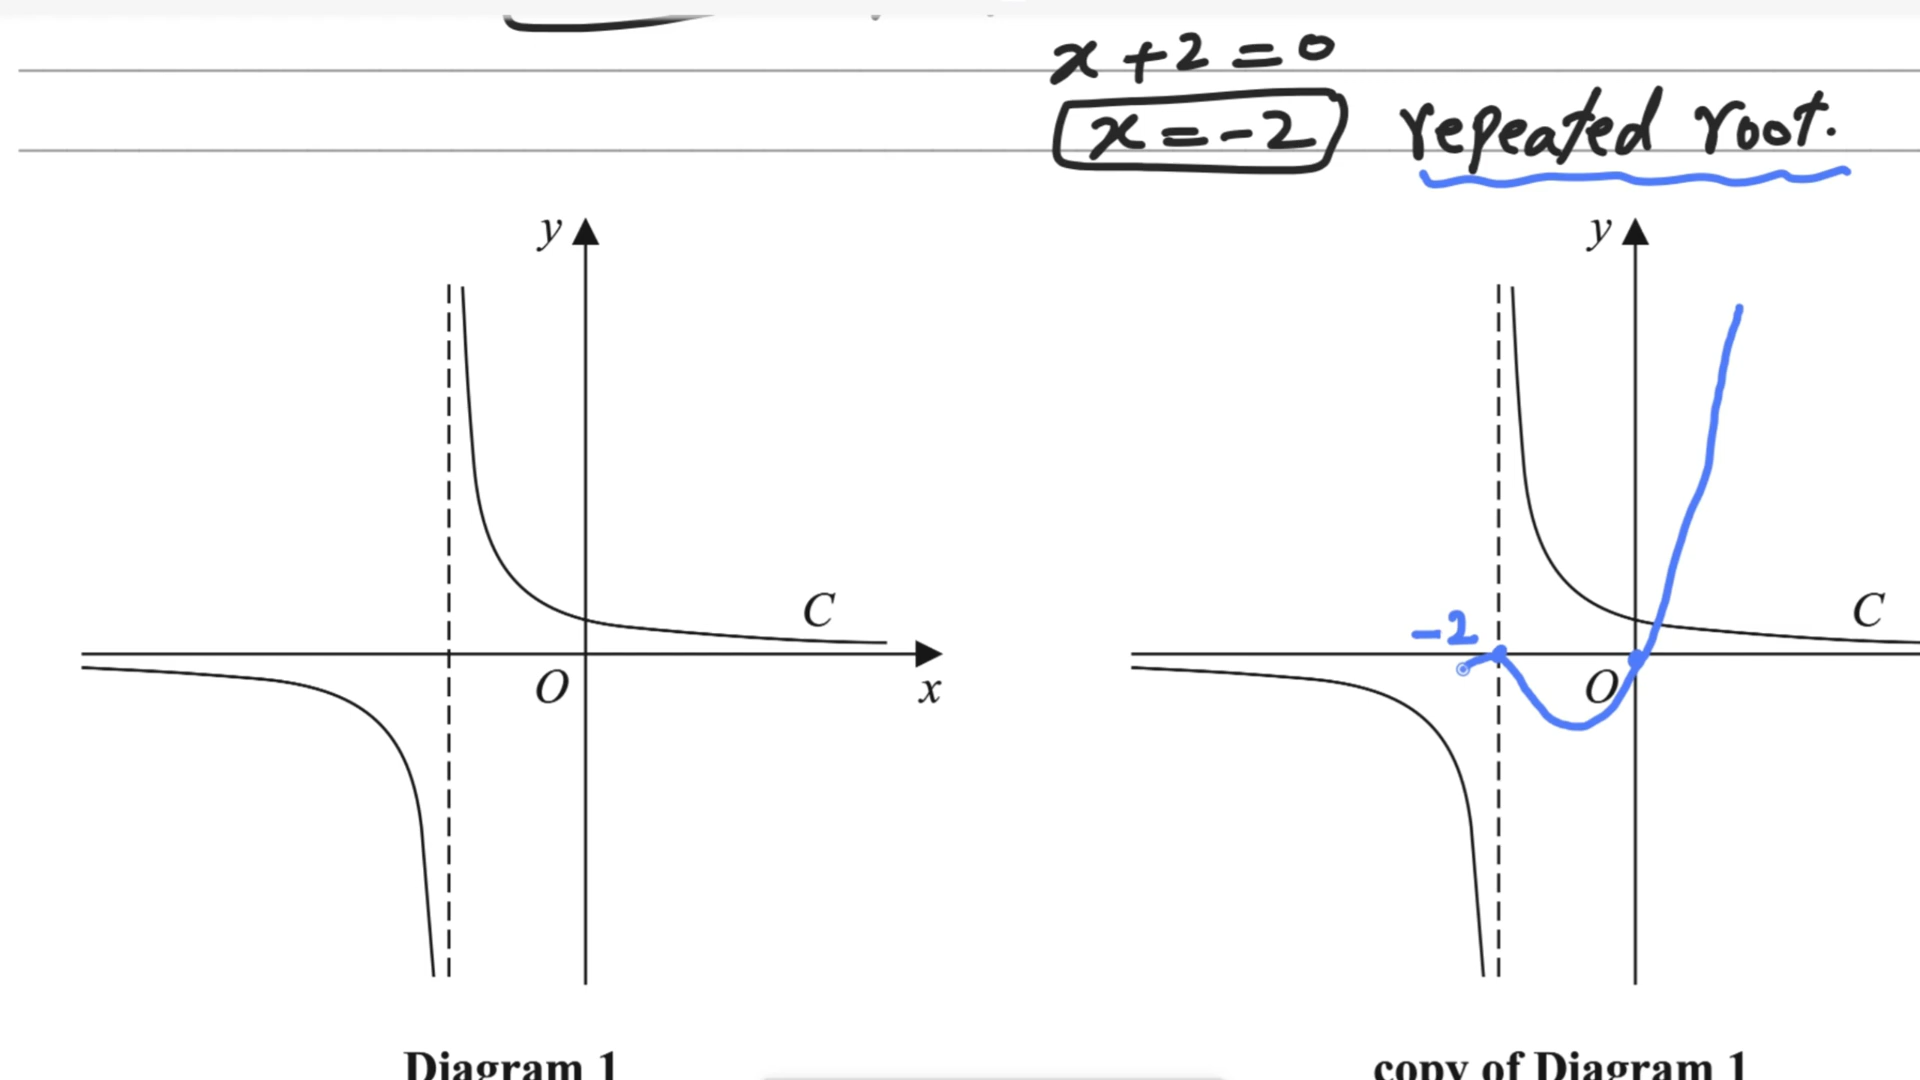 x + 2 = 0
x = -2 repeated root.
y
y
C
-2
C
O
x
O
Diagram 1
copy of Diagram 1